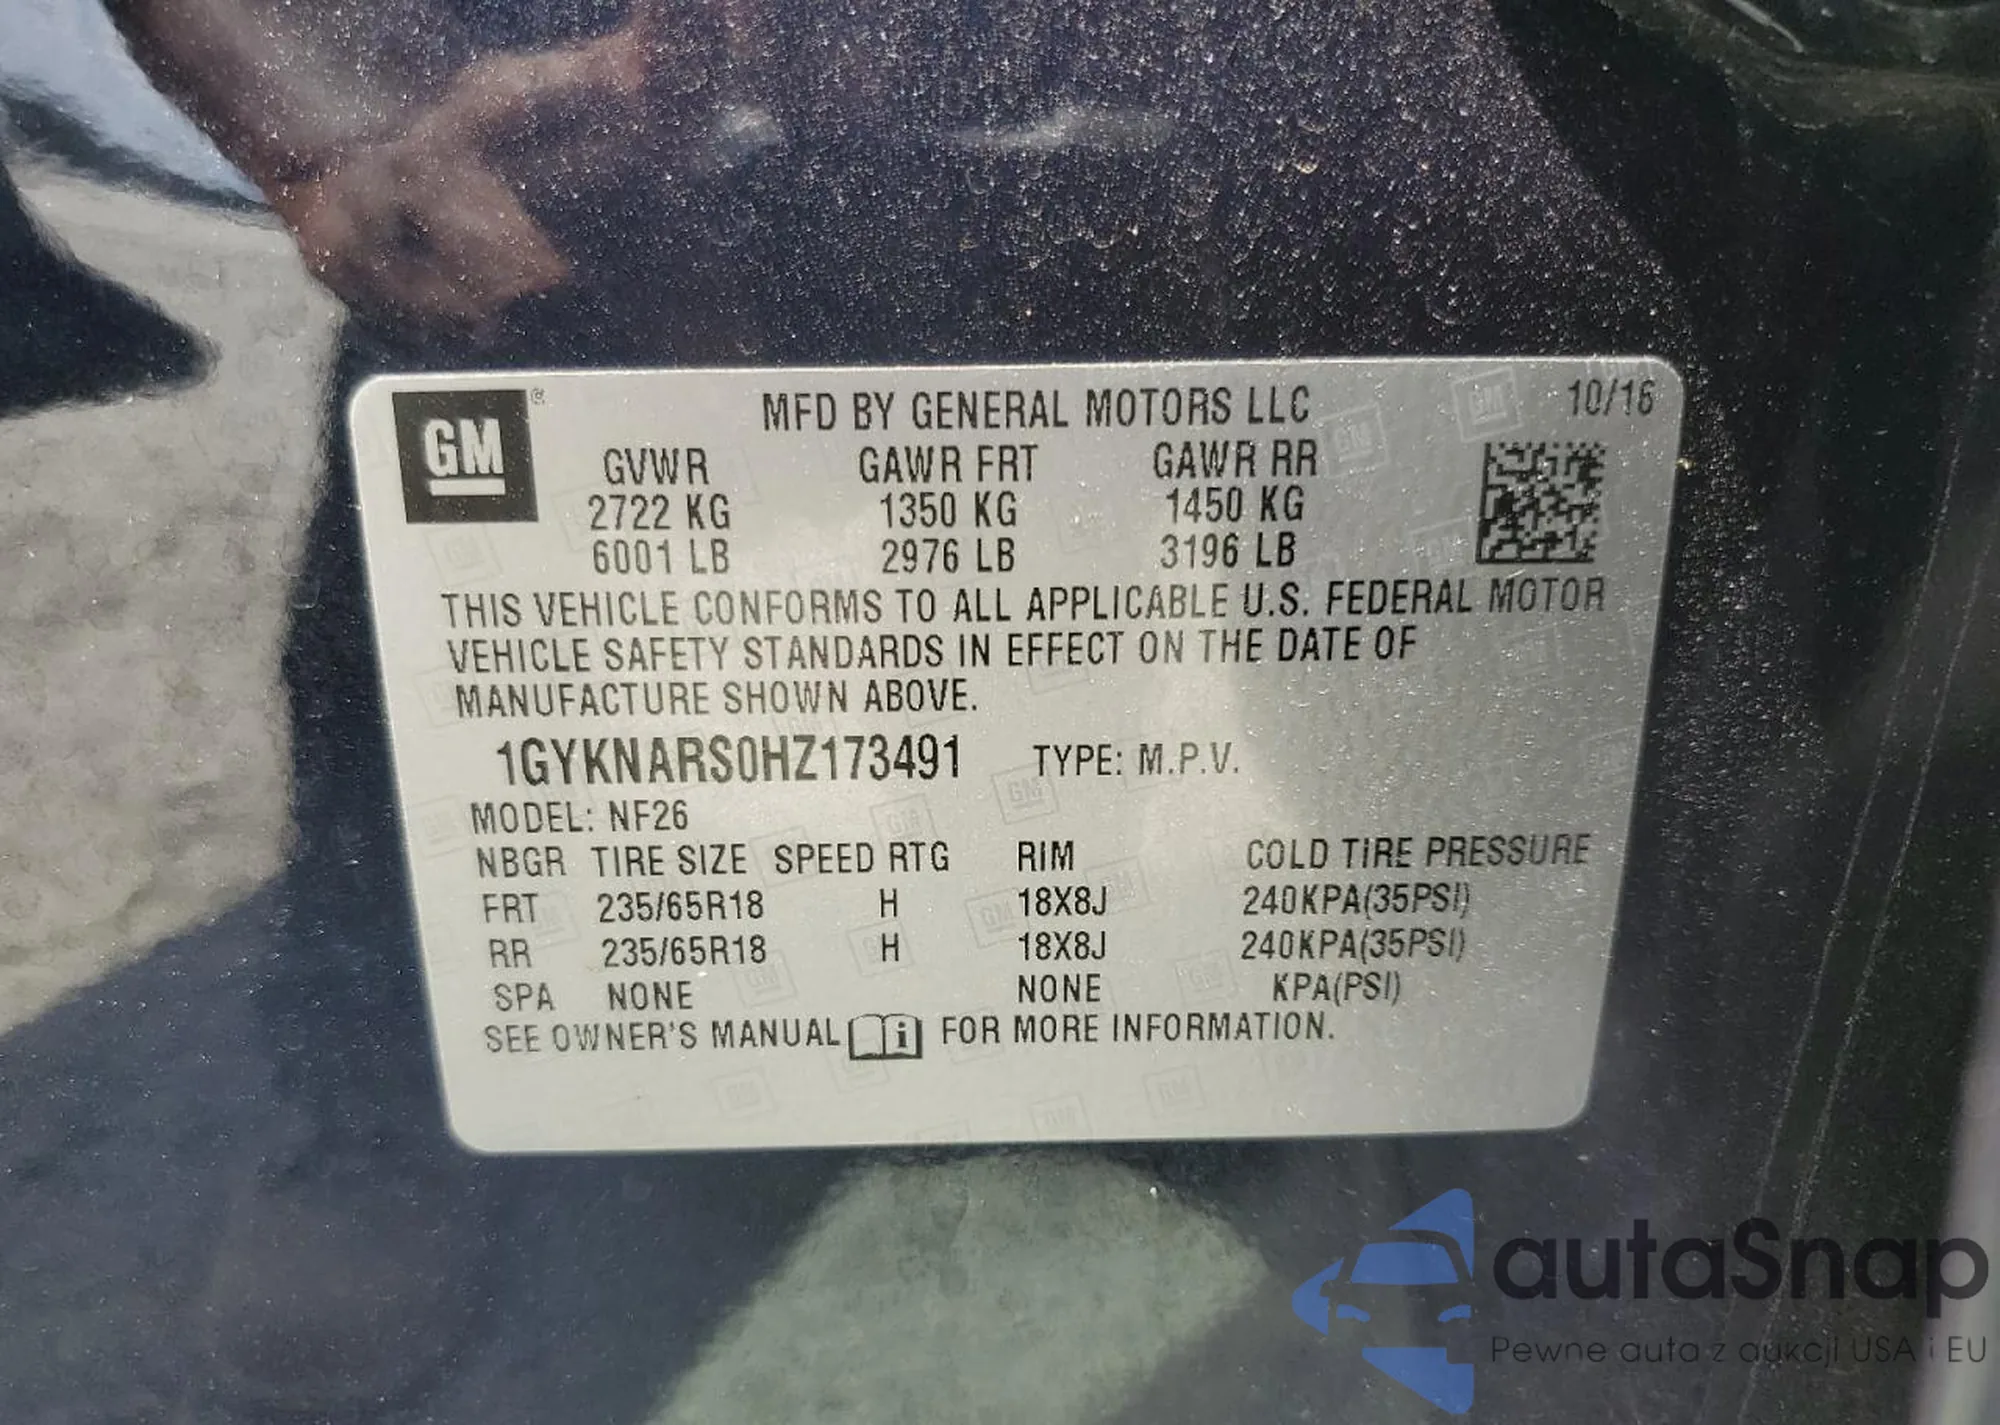 GM
MFD BY GENERAL MOTORS LLC 10/16
GVWR GAWR FRT GAWR RR
2722 KG 1350 KG 1450 KG
6001 LB 2976 LB 3196 LB
THIS VEHICLE CONFORMS TO ALL APPLICABLE U.S. FEDERAL MOTOR
VEHICLE SAFETY STANDARDS IN EFFECT ON THE DATE OF
MANUFACTURE SHOWN ABOVE.
1GYKNARS0HZ173491 TYPE: M.P.V.
MODEL: NF26
NBGR TIRE SIZE SPEED RTG RIM COLD TIRE PRESSURE
FRT 235/65R18 H 18X8J 240KPA(35PSI)
RR 235/65R18 H 18X8J 240KPA(35PSI)
SPA NONE NONE KPA(PSI)
SEE OWNER'S MANUAL i FOR MORE INFORMATION.
autaSnap
Pewne auta z aukcji USA i EU